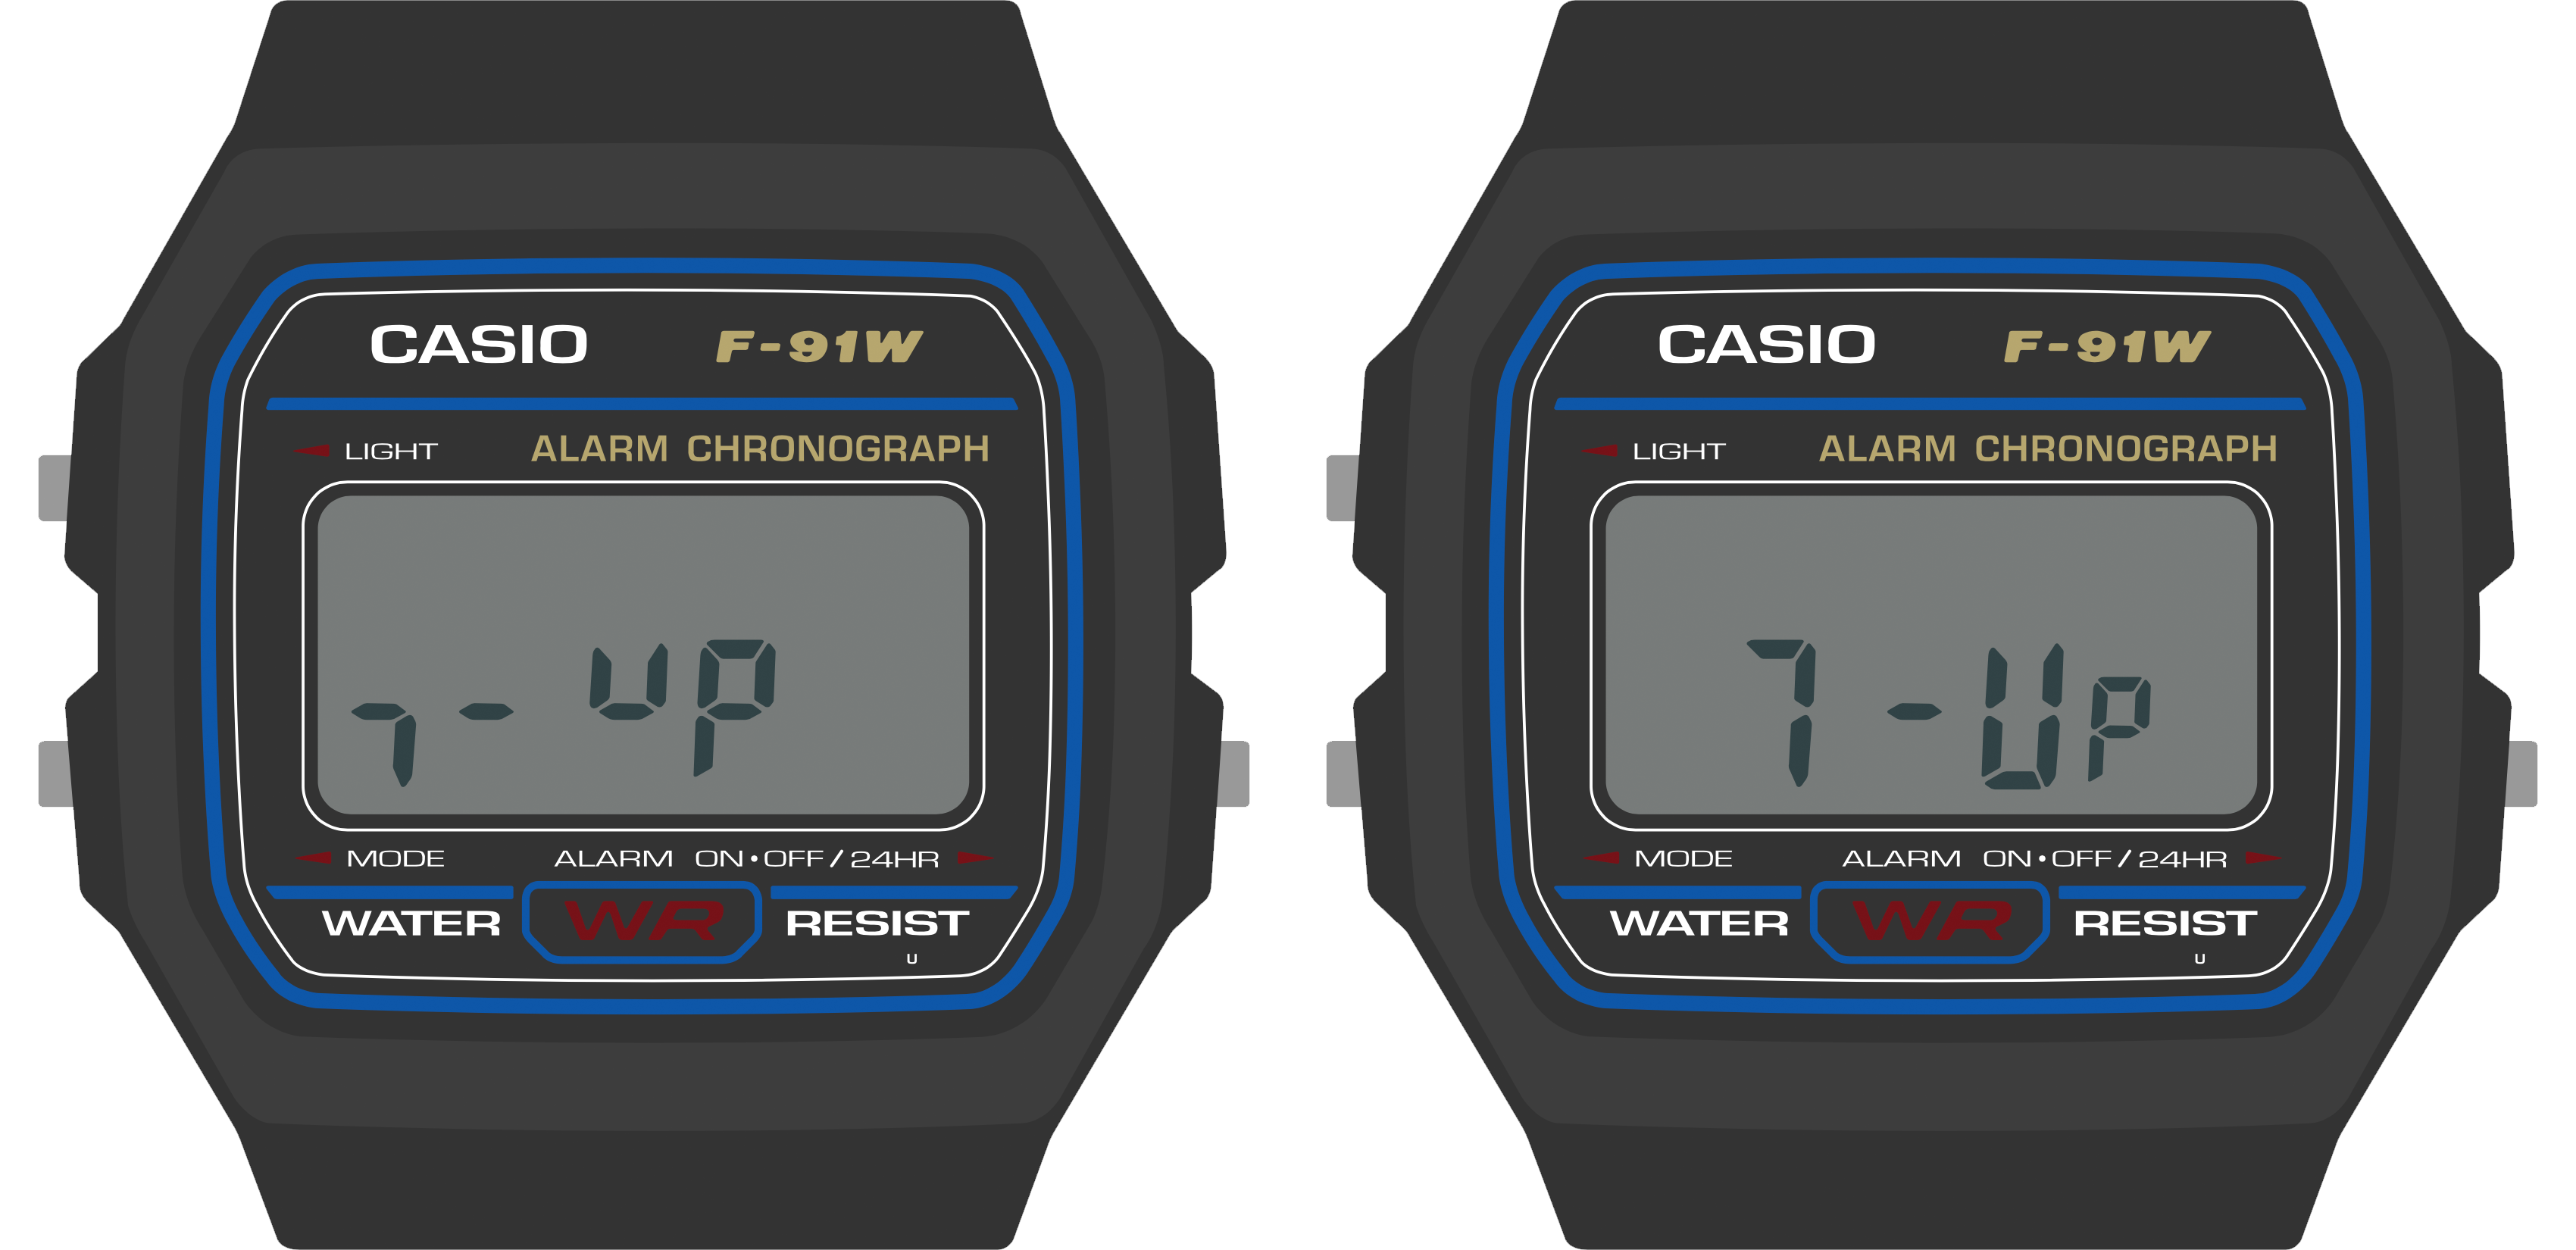 CASIO F-91W
LIGHT ALARM CHRONOGRAPH
7- uP
MODE ALARM ON•OFF/24HR
WATER WR RESIST
U
CASIO F-91W
LIGHT ALARM CHRONOGRAPH
7-UP
MODE ALARM ON•OFF/24HR
WATER WR RESIST
U